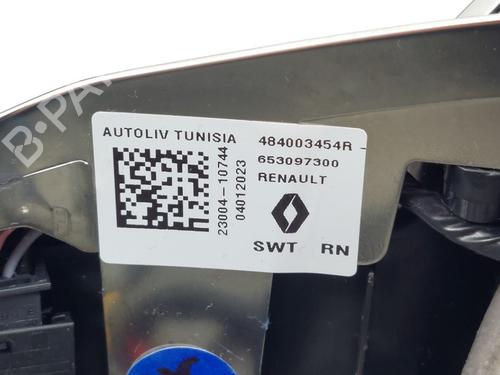 AUTOLIV TUNISIA
484003454R
653097300
RENAULT
23004-10744
04012023
SWT RN
B-PA